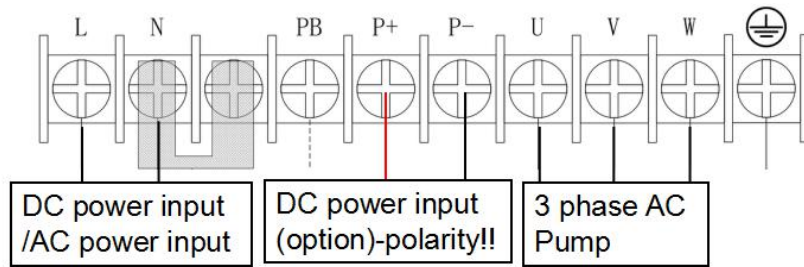 L N PB P+ P- U V W
DC power input
/AC power input
DC power input
(option)-polarity!!
3 phase AC
Pump